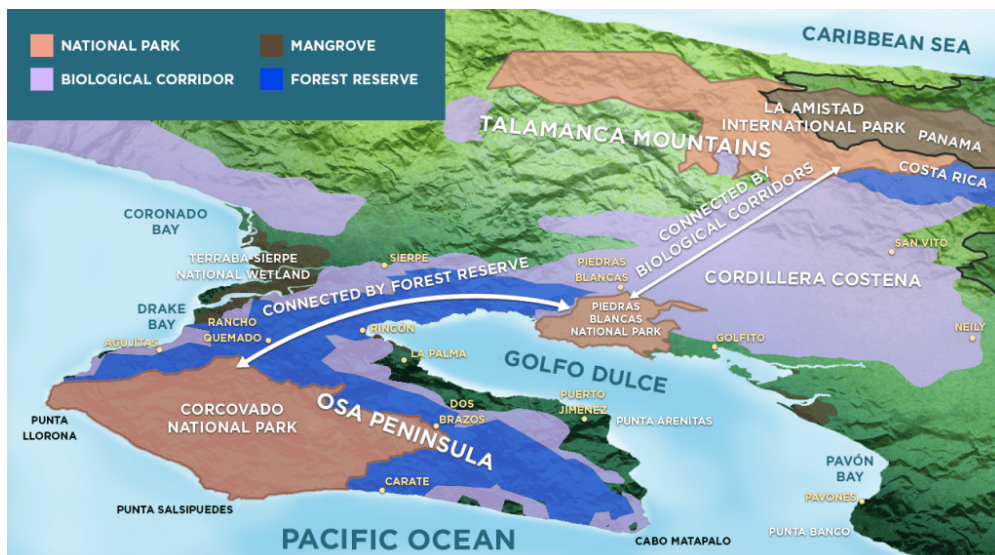 NATIONAL PARK
MANGROVE
BIOLOGICAL CORRIDOR
FOREST RESERVE
CARIBBEAN SEA
LA AMISTAD
INTERNATIONAL PARK
PANAMA
TALAMANCA MOUNTAINS
COSTA RICA
CONNECTED BY
BIOLOGICAL CORRIDORS
CORONADO
BAY
TERRABA-SIERPE
NATIONAL WETLAND
SIERPE
PIEDRAS
BLANCAS
SAN VITO
CORDILLERA COSTENA
CONNECTED BY FOREST RESERVE
DRAKE
BAY
RANCHO
QUEMADO
AGUJITAS
RINCÓN
PIEDRAS
BLANCAS
NATIONAL PARK
GOLFITO
NEILY
LA PALMA
GOLFO DULCE
CORCOVADO
NATIONAL PARK
OSA PENINSULA
DOS
BRAZOS
PUERTO
JIMÉNEZ
PUNTA ARENITAS
PUNTA
LLORONA
PAVÓN
BAY
CARATE
PAVONES
PUNTA SALSIPUEDES
PACIFIC OCEAN
CABO MATAPALO
PUNTA BANCO